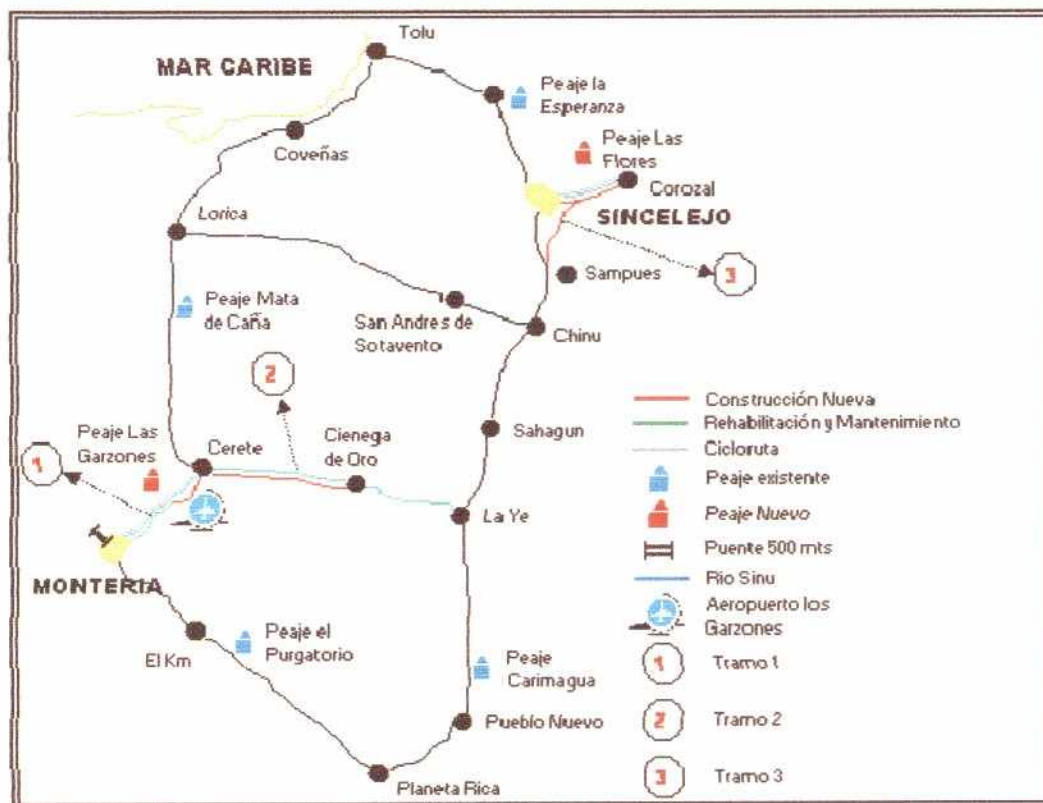 Tolu
MAR CARIBE
Peaje la
Esperanza
Peaje Las
Flores
Coveñas
Corozal
SINCELEJO
Lorica
3
Sampues
Peaje Mata
de Caña
San Andres de
Sotavento
Chinu
2
Construcción Nueva
Rehabilitación y Mantenimiento
Sahagun
Peaje Las
Garzones
Cerete
Cienega
de Oro
Cicloruta
1
Peaje existente
La Ye
Peaje Nuevo
Puente 500 mts
MONTERIA
Rio Sinu
Aeropuerto los
Garzones
El Km
Peaje el
Purgatorio
Peaje
Carimagua
1
Tramo 1
Pueblo Nuevo
2
Tramo 2
Planeta Rica
3
Tramo 3